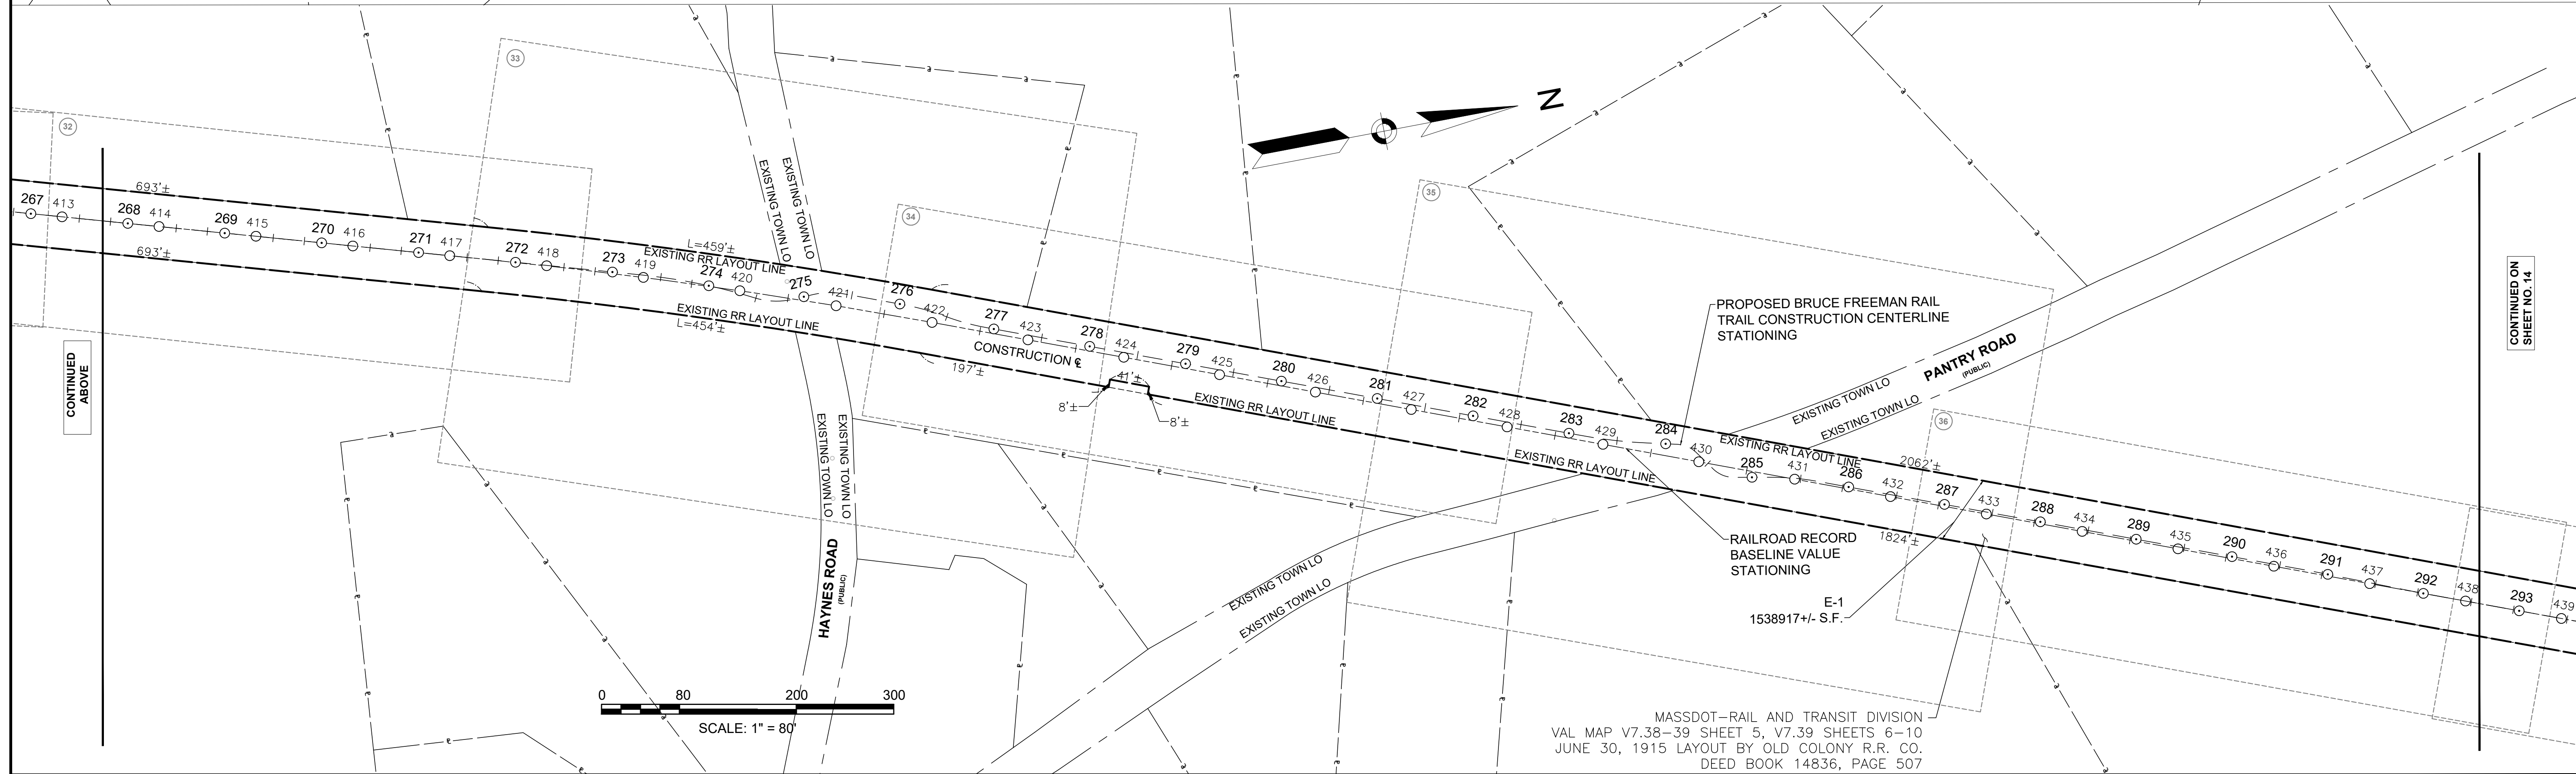 33
32
34
35
36
N
693'±
693'±
267 413 268 414 269 415 270 416 271 417 272 418 273 419 274 420 275 421 276 422 277 423 278 424 279 425 280 426 281 427 282 428 283 429 284 430 285 431 286 432 287 433 288 434 289 435 290 436 291 437 292 438 293 439
CONTINUED
ABOVE
EXISTING TOWN LO
EXISTING TOWN LO
L=459'±
EXISTING RR LAYOUT LINE
EXISTING RR LAYOUT LINE
L=454'±
EXISTING TOWN LO
EXISTING TOWN LO
HAYNES ROAD
(PUBLIC)
CONSTRUCTION ℄
197'±
41'±
8'±
8'±
EXISTING RR LAYOUT LINE
EXISTING RR LAYOUT LINE
EXISTING RR LAYOUT LINE
EXISTING TOWN LO
EXISTING TOWN LO
PROPOSED BRUCE FREEMAN RAIL
TRAIL CONSTRUCTION CENTERLINE
STATIONING
EXISTING TOWN LO
EXISTING TOWN LO
PANTRY ROAD
(PUBLIC)
2062'±
1824'±
RAILROAD RECORD
BASELINE VALUE
STATIONING
E-1
1538917+/- S.F.
CONTINUED ON
SHEET NO. 14
0 80 200 300
SCALE: 1" = 80'
MASSDOT-RAIL AND TRANSIT DIVISION
VAL MAP V7.38-39 SHEET 5, V7.39 SHEETS 6-10
JUNE 30, 1915 LAYOUT BY OLD COLONY R.R. CO.
DEED BOOK 14836, PAGE 507